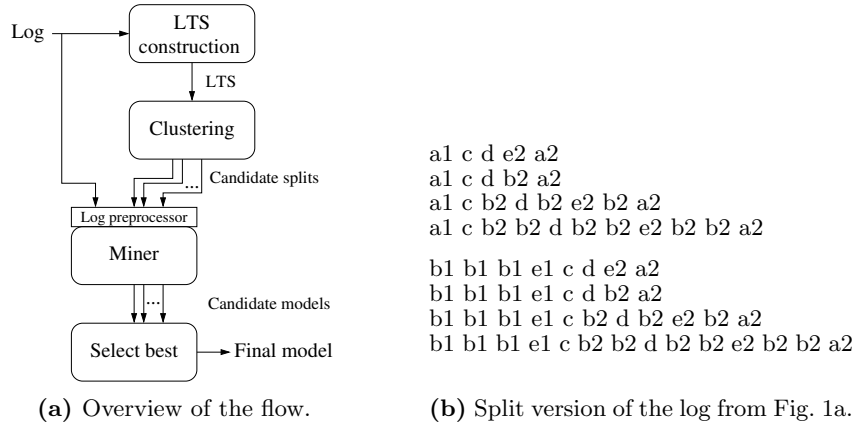 Log
LTS
construction
LTS
Clustering
Candidate splits
...
Log preprocessor
Miner
...
Candidate models
Select best
Final model
(a) Overview of the flow.
a1 c d e2 a2
a1 c d b2 a2
a1 c b2 d b2 e2 b2 a2
a1 c b2 b2 d b2 b2 e2 b2 b2 a2
b1 b1 b1 e1 c d e2 a2
b1 b1 b1 e1 c d b2 a2
b1 b1 b1 e1 c b2 d b2 e2 b2 a2
b1 b1 b1 e1 c b2 b2 d b2 b2 e2 b2 b2 a2
(b) Split version of the log from Fig. 1a.